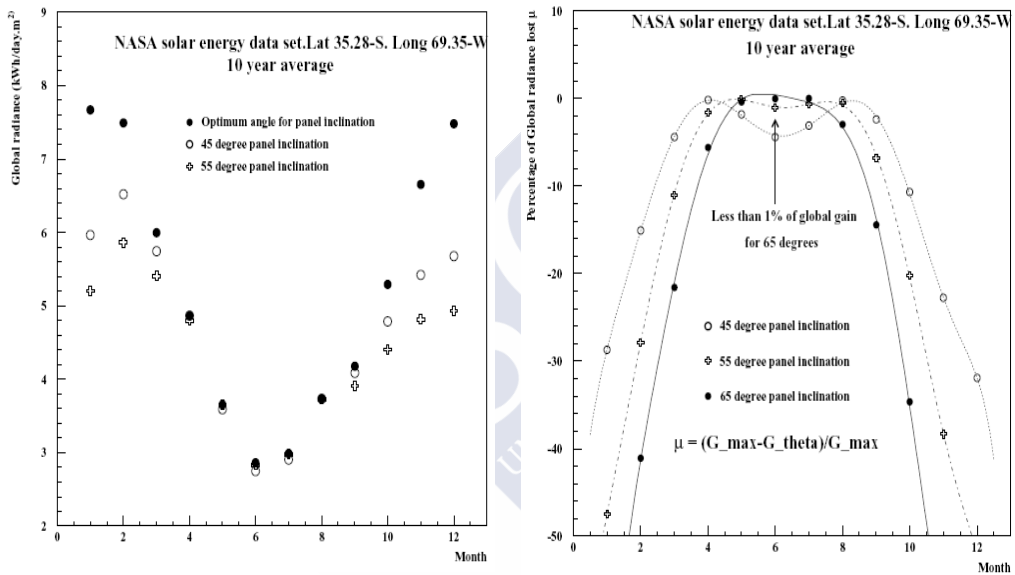 NASA solar energy data set.Lat 35.28-S. Long 69.35-W
10 year average
Global radiance (kWh/day.m²)
Optimum angle for panel inclination
45 degree panel inclination
55 degree panel inclination
9
8
7
6
5
4
3
2
0 2 4 6 8 10 12
Month
NASA solar energy data set.Lat 35.28-S. Long 69.35-W
10 year average
Percentage of Global radiance lost μ
Less than 1% of global gain
for 65 degrees
45 degree panel inclination
55 degree panel inclination
65 degree panel inclination
μ = (G_max-G_theta)/G_max
10
0
-10
-20
-30
-40
-50
0 2 4 6 8 10 12
Month